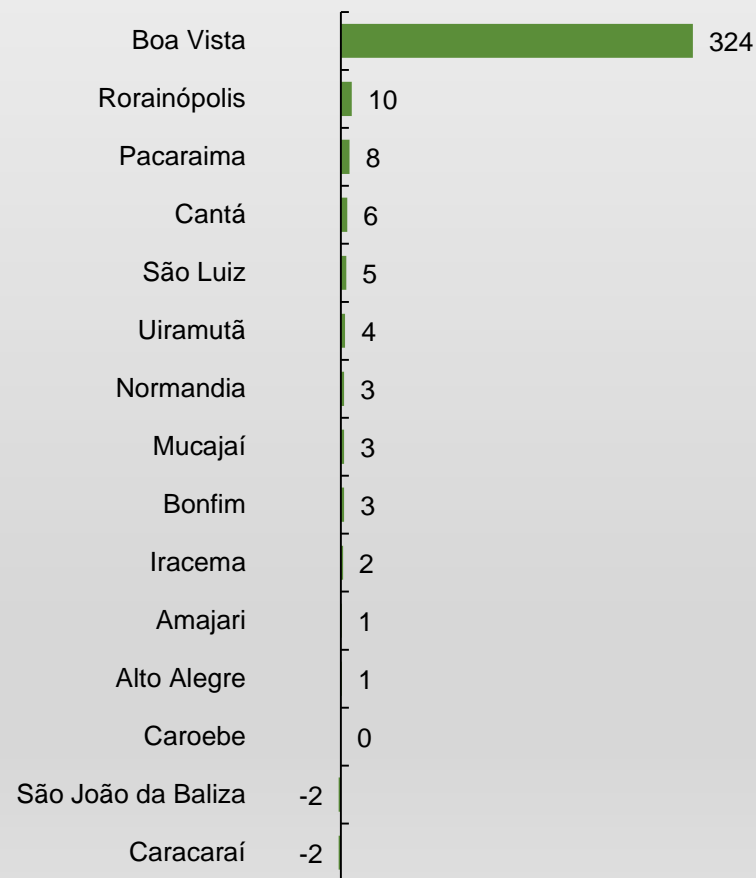 Boa Vista 324
Rorainópolis 10
Pacaraima 8
Cantá 6
São Luiz 5
Uiramutã 4
Normandia 3
Mucajaí 3
Bonfim 3
Iracema 2
Amajari 1
Alto Alegre 1
Caroebe 0
São João da Baliza -2
Caracaraí -2